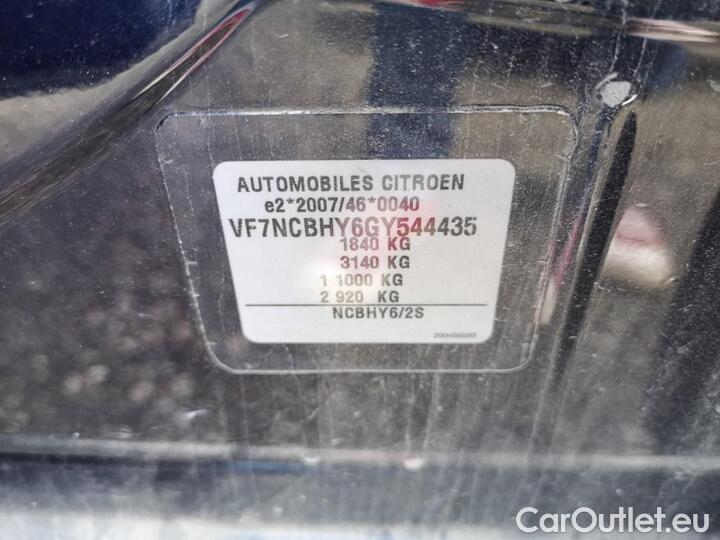 AUTOMOBILES CITROEN
e2*2007/46*0040
VF7NCBHY6GY544435
1840 KG
3140 KG
1 1000 KG
2 920 KG
NCBHY6/2S
CarOutlet.eu